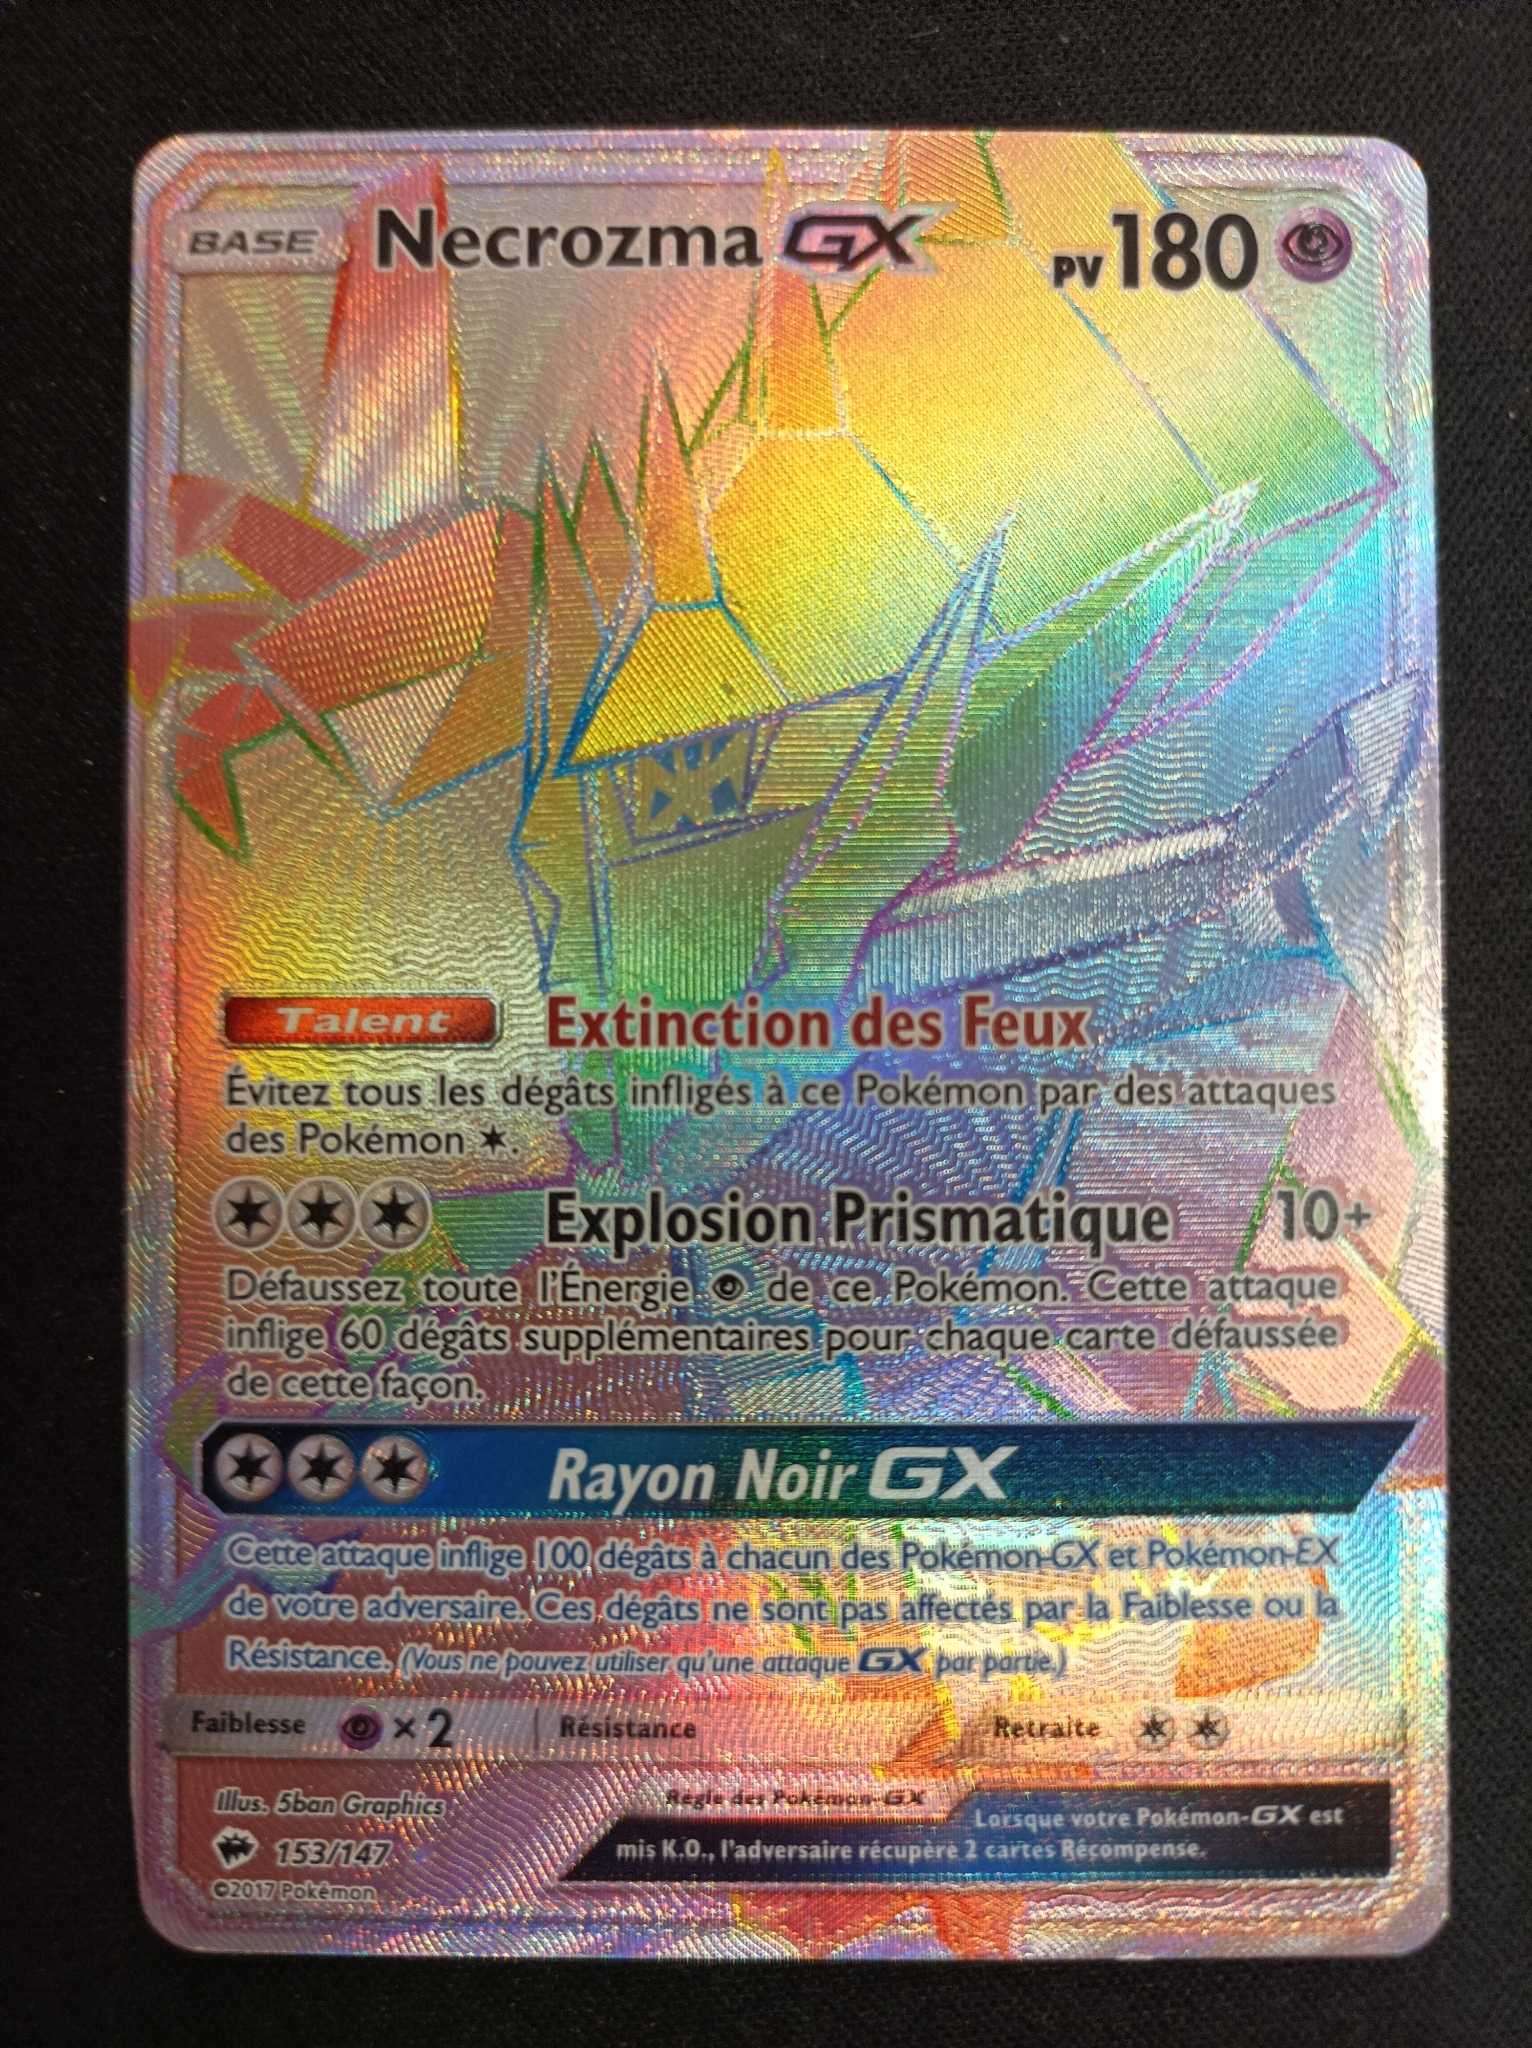 BASE Necrozma GX PV 180
Talent Extinction des Feux
Évitez tous les dégâts infligés à ce Pokémon par des attaques
des Pokémon .
Explosion Prismatique 10+
Défaussez toute l'Énergie de ce Pokémon. Cette attaque
inflige 60 dégâts supplémentaires pour chaque carte défaussée
de cette façon.
Rayon Noir GX
Cette attaque inflige 100 dégâts à chacun des Pokémon-GX et Pokémon-EX
de votre adversaire. Ces dégâts ne sont pas affectés par la Faiblesse ou la
Résistance. (Vous ne pouvez utiliser qu'une attaque GX par partie.)
Faiblesse ×2 Résistance Retraite
Illus. 5ban Graphics
153/147
©2017 Pokémon
Règle des Pokémon-GX
Lorsque votre Pokémon-GX est
mis K.O., l'adversaire récupère 2 cartes Récompense.